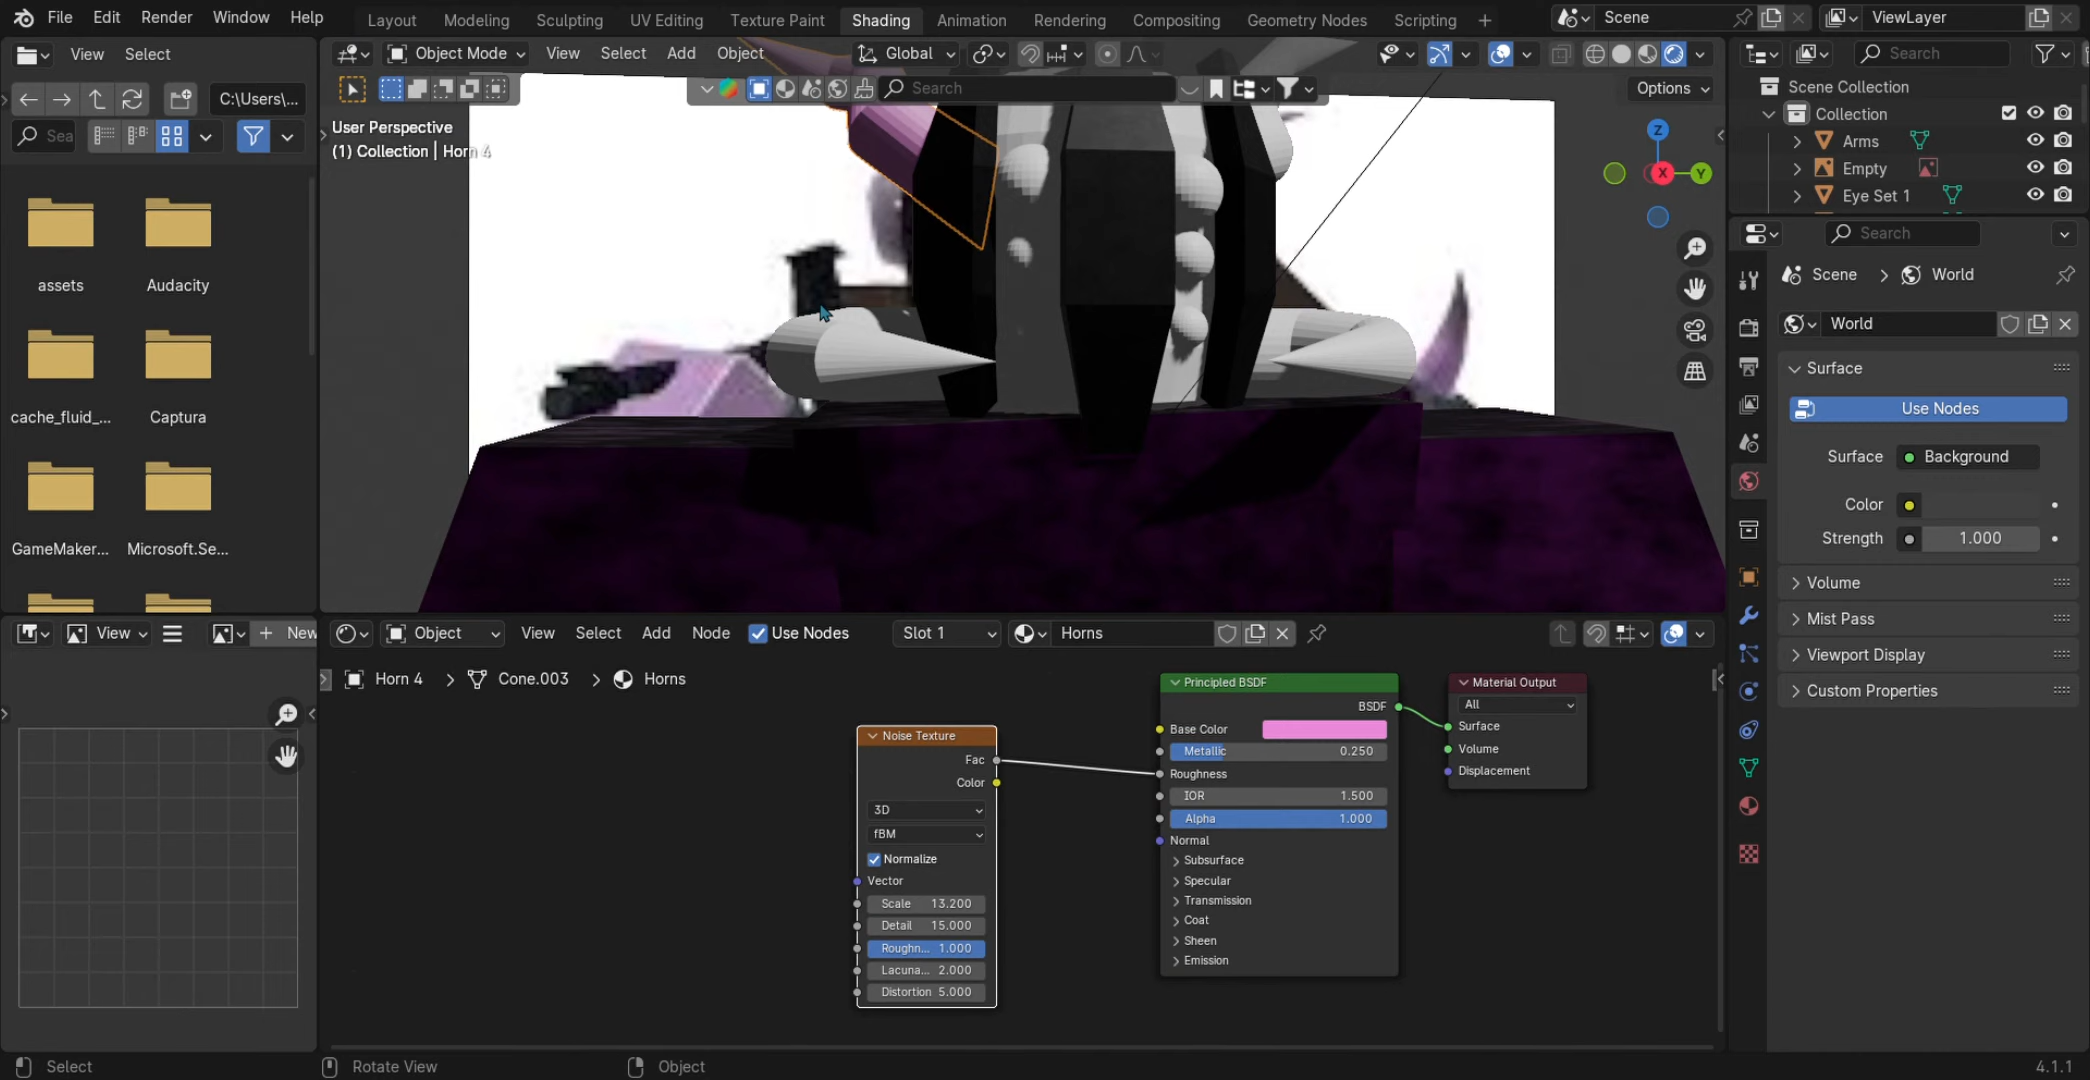 File Edit Render Window Help
Layout Modeling Sculpting UV Editing Texture Paint Shading Animation Rendering Compositing Geometry Nodes Scripting +
Scene ViewLayer
View Select
Object Mode View Select Add Object Global
Search
C:\Users\...
Search
Options
Sea
User Perspective
(1) Collection | Horn 4
Z
X
Y
Scene Collection
Collection
Arms
Empty
Eye Set 1
Search
assets Audacity
cache_fluid_... Captura
GameMaker... Microsoft.Se...
Scene > World
World
Surface
Use Nodes
Surface Background
Color
Strength 1.000
Volume
Mist Pass
Viewport Display
Custom Properties
View + New
Object View Select Add Node Use Nodes Slot 1 Horns
Horn 4 > Cone.003 > Horns
Noise Texture
Fac
Color
3D
fBM
Normalize
Vector
Scale 13.200
Detail 15.000
Roughn... 1.000
Lacuna... 2.000
Distortion 5.000
Principled BSDF
BSDF
Base Color
Metallic 0.250
Roughness
IOR 1.500
Alpha 1.000
Normal
Subsurface
Specular
Transmission
Coat
Sheen
Emission
Material Output
All
Surface
Volume
Displacement
Select Rotate View Object 4.1.1